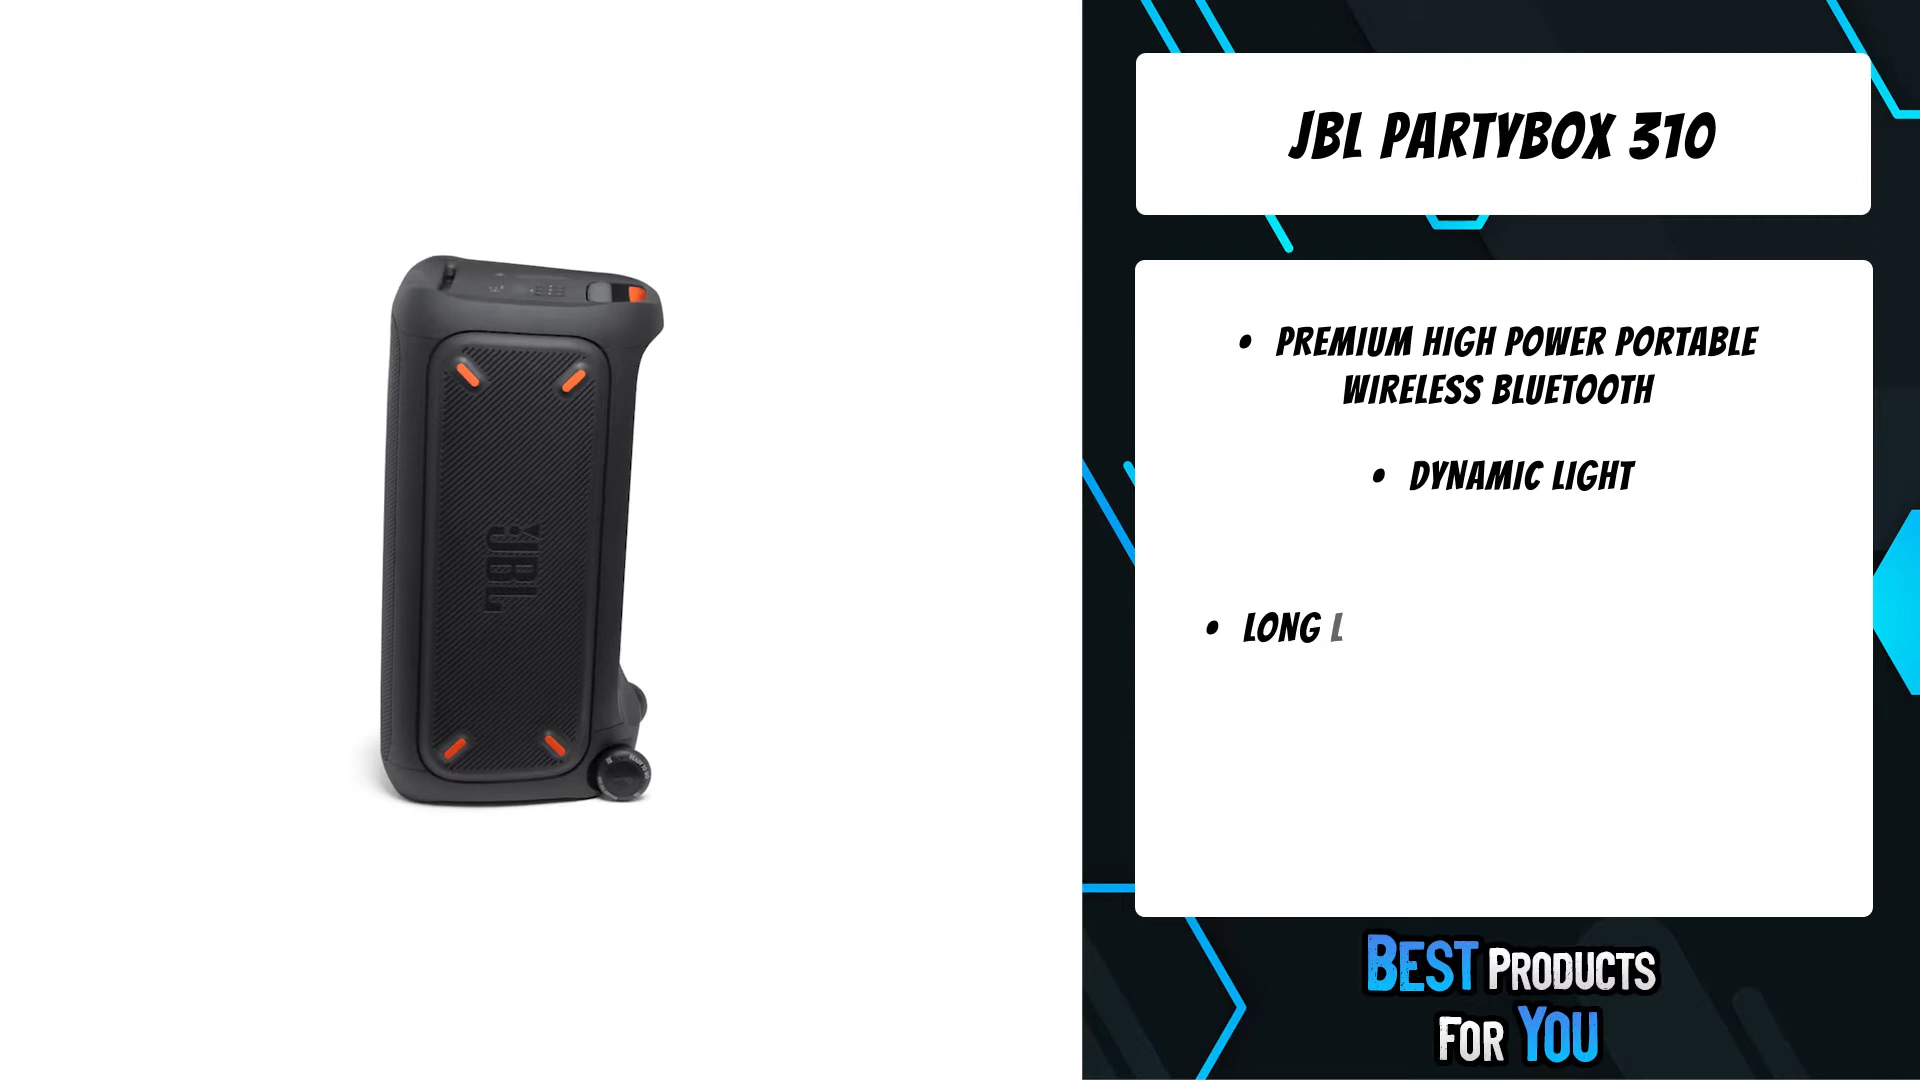 JBL PARTYBOX 310
• PREMIUM HIGH POWER PORTABLE
WIRELESS BLUETOOTH
• DYNAMIC LIGHT
• LONG L
JBL
BEST PRODUCTS
FOR YOU